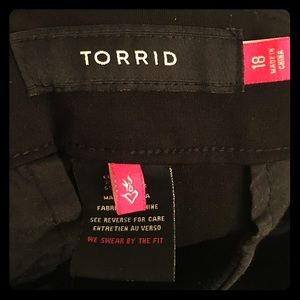 TORRID
18
MADE IN
CHINA
SEE REVERSE FOR CARE
ENTRETIEN AU VERSO
WE SWEAR BY THE FIT